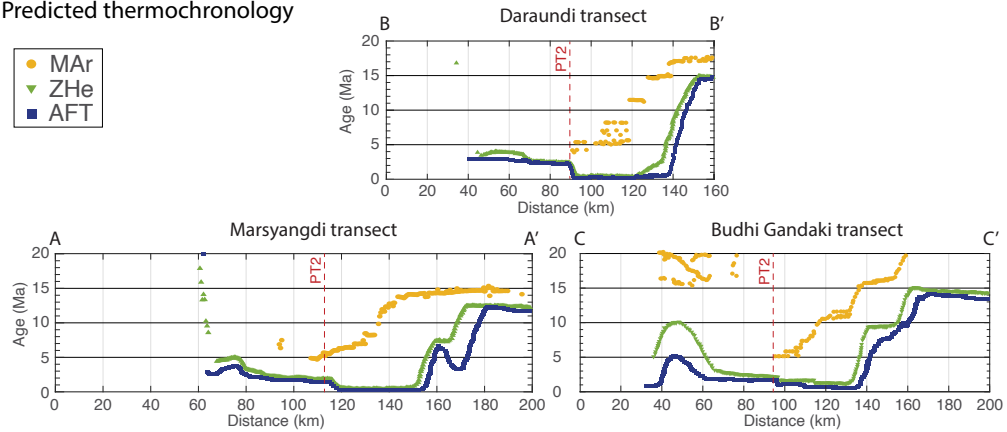 Predicted thermochronology
MAr
ZHe
AFT
Daraundi transect
B
B'
PT2
Age (Ma)
20
15
10
5
0
0 20 40 60 80 100 120 140 160
Distance (km)
Marsyangdi transect
A
A'
PT2
Age (Ma)
20
15
10
5
0
0 20 40 60 80 100 120 140 160 180 200
Distance (km)
Budhi Gandaki transect
C
C'
PT2
20
15
10
5
0
0 20 40 60 80 100 120 140 160 180 200
Distance (km)